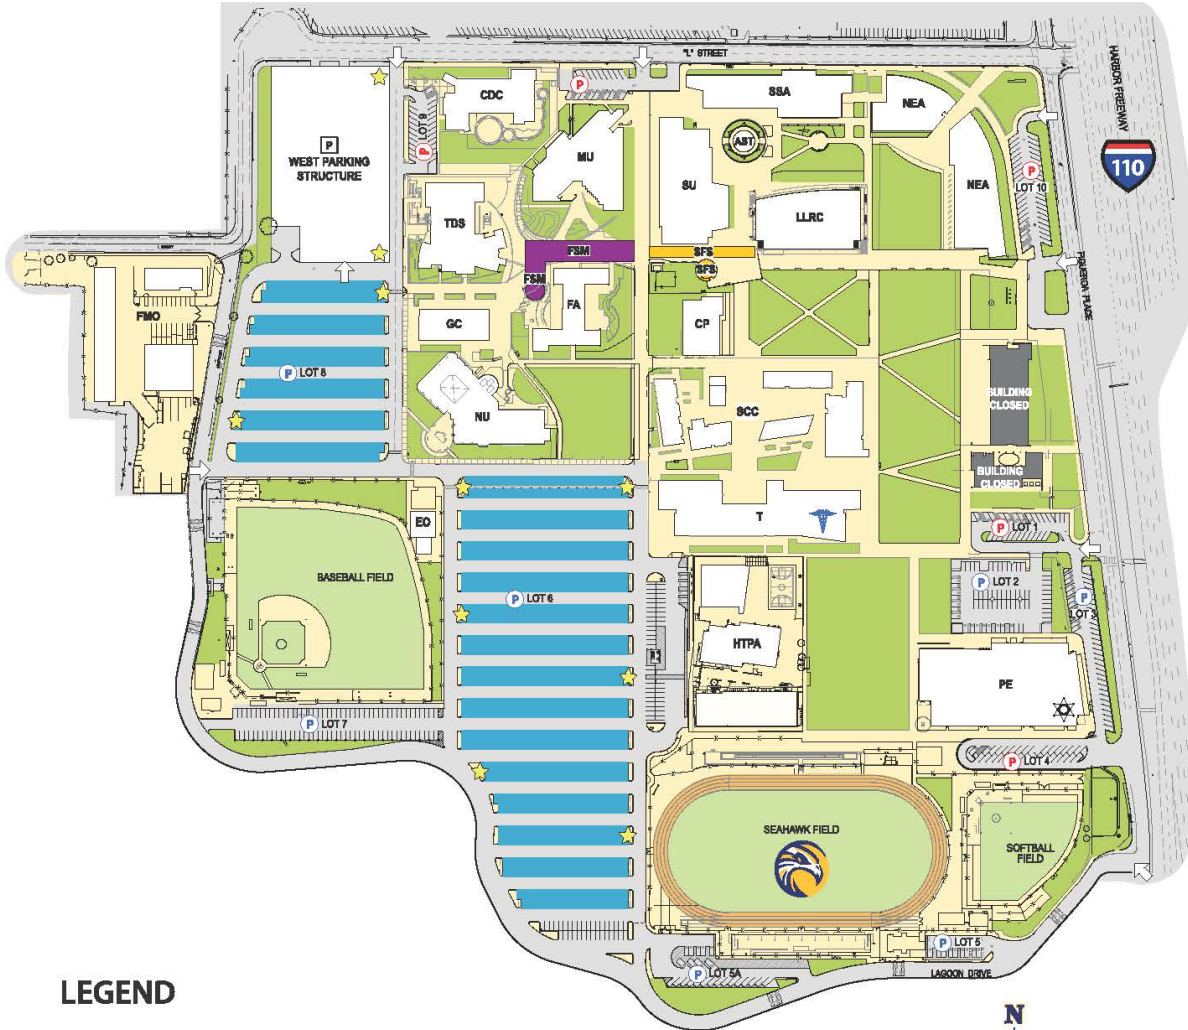 "L" STREET
HARBOR FREEWAY
110
CDC
P
SSA
NEA
LOT 9
P
P
WEST PARKING
STRUCTURE
MU
AST
SU
P
LOT 10
NEA
TDS
LLRC
FSM
SFS
SFS
FSM
FIGUEROA PLACE
FMO
FA
GC
CP
P LOT 8
BUILDING
CLOSED
SCC
NU
BUILDING
CLOSED
EO
T
P LOT 1
BASEBALL FIELD
P LOT 2
P LOT 6
P
LOT 3
HTPA
PE
P LOT 7
P LOT 4
SEAHAWK FIELD
SOFTBALL
FIELD
P LOT 5
P LOT 5A
LAGOON DRIVE
LEGEND
N